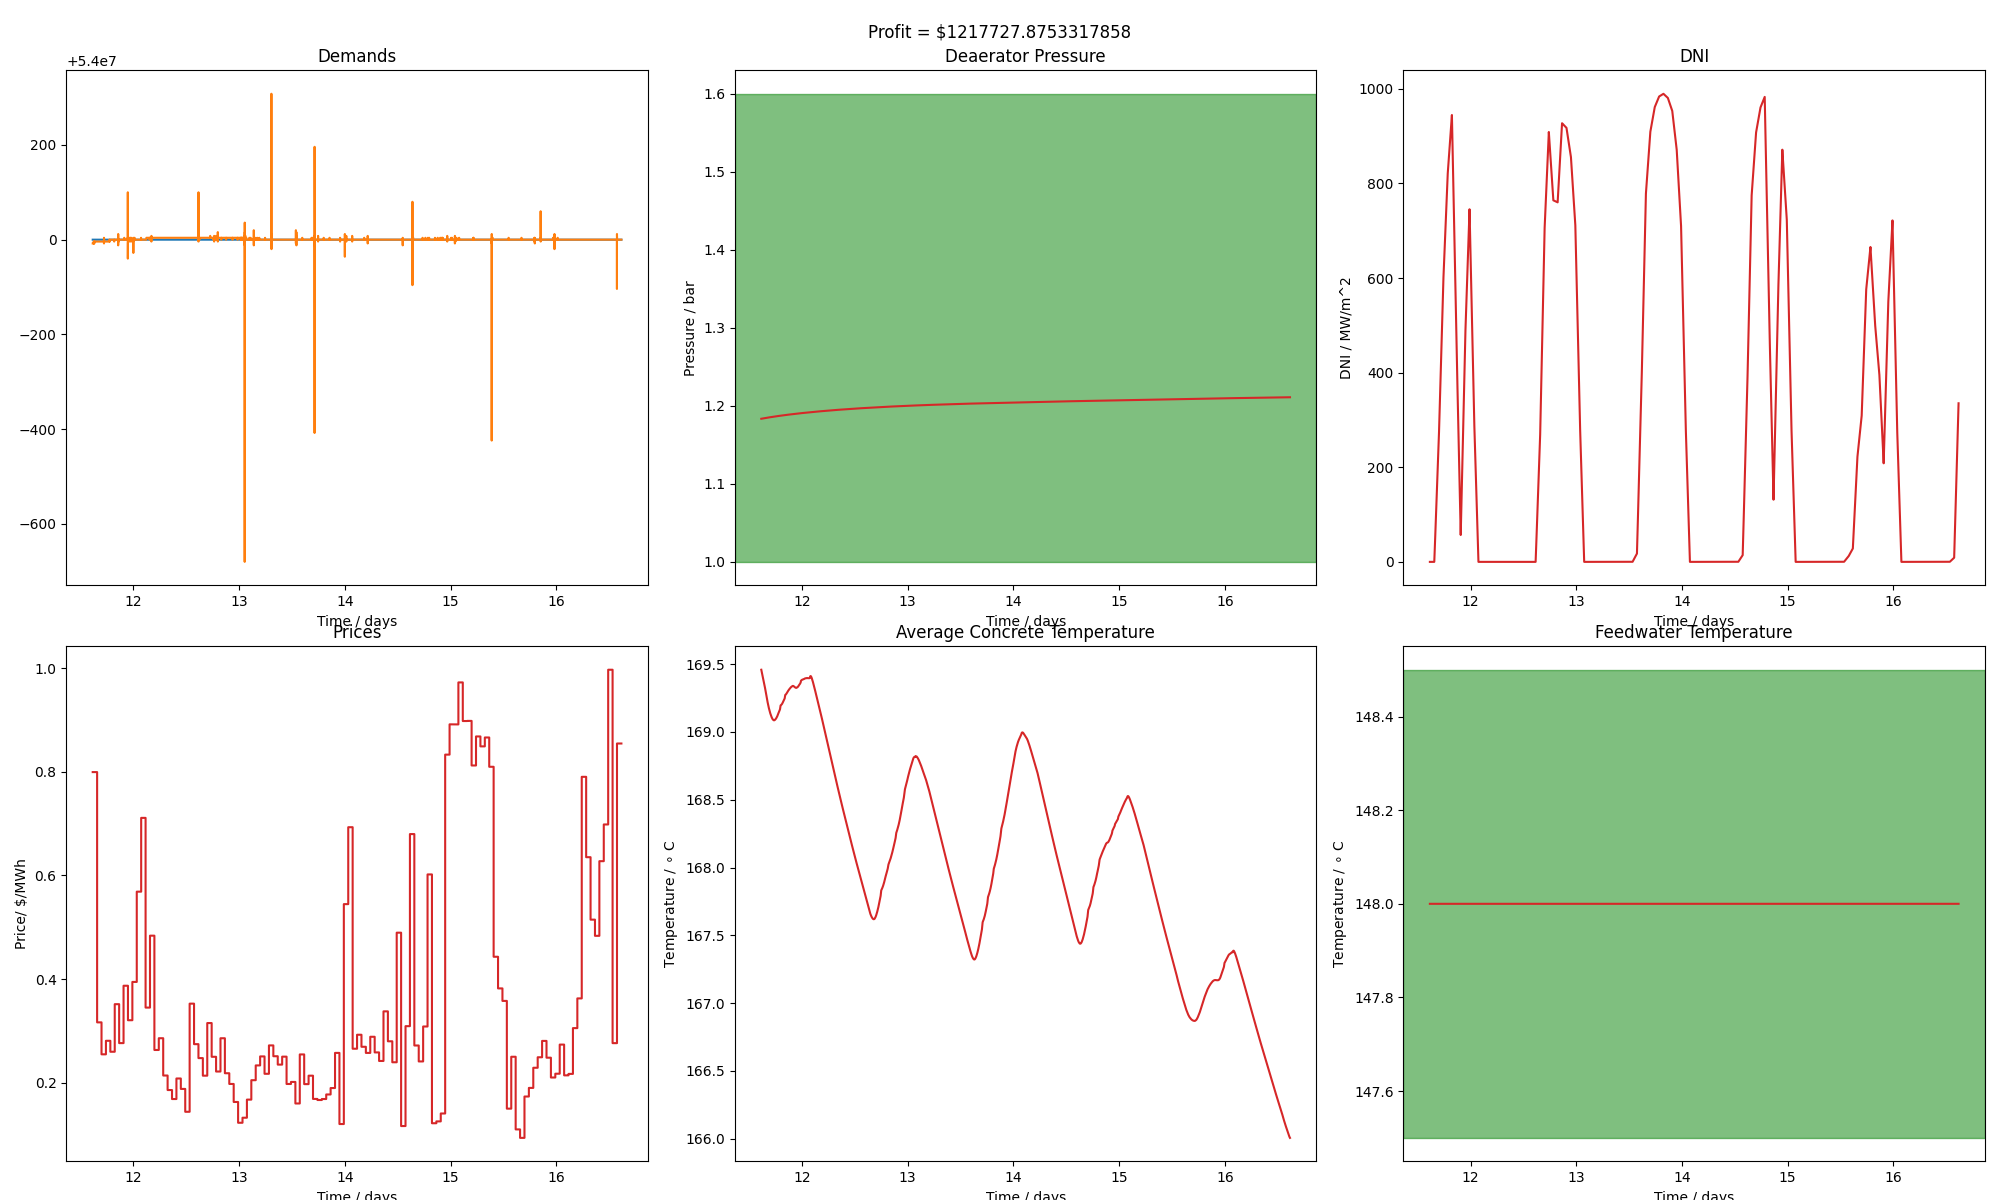 Profit = $1217727.8753317858
Demands
+5.4e7
200
0
−200
−400
−600
12 13 14 15 16
Time / days
Deaerator Pressure
Pressure / bar
1.6
1.5
1.4
1.3
1.2
1.1
1.0
12 13 14 15 16
Time / days
DNI
DNI / MW/m^2
1000
800
600
400
200
0
12 13 14 15 16
Time / days
Prices
Price/ $/MWh
1.0
0.8
0.6
0.4
0.2
12 13 14 15 16
Time / days
Average Concrete Temperature
Temperature / ∘ C
169.5
169.0
168.5
168.0
167.5
167.0
166.5
166.0
12 13 14 15 16
Time / days
Feedwater Temperature
Temperature / ∘ C
148.4
148.2
148.0
147.8
147.6
12 13 14 15 16
Time / days